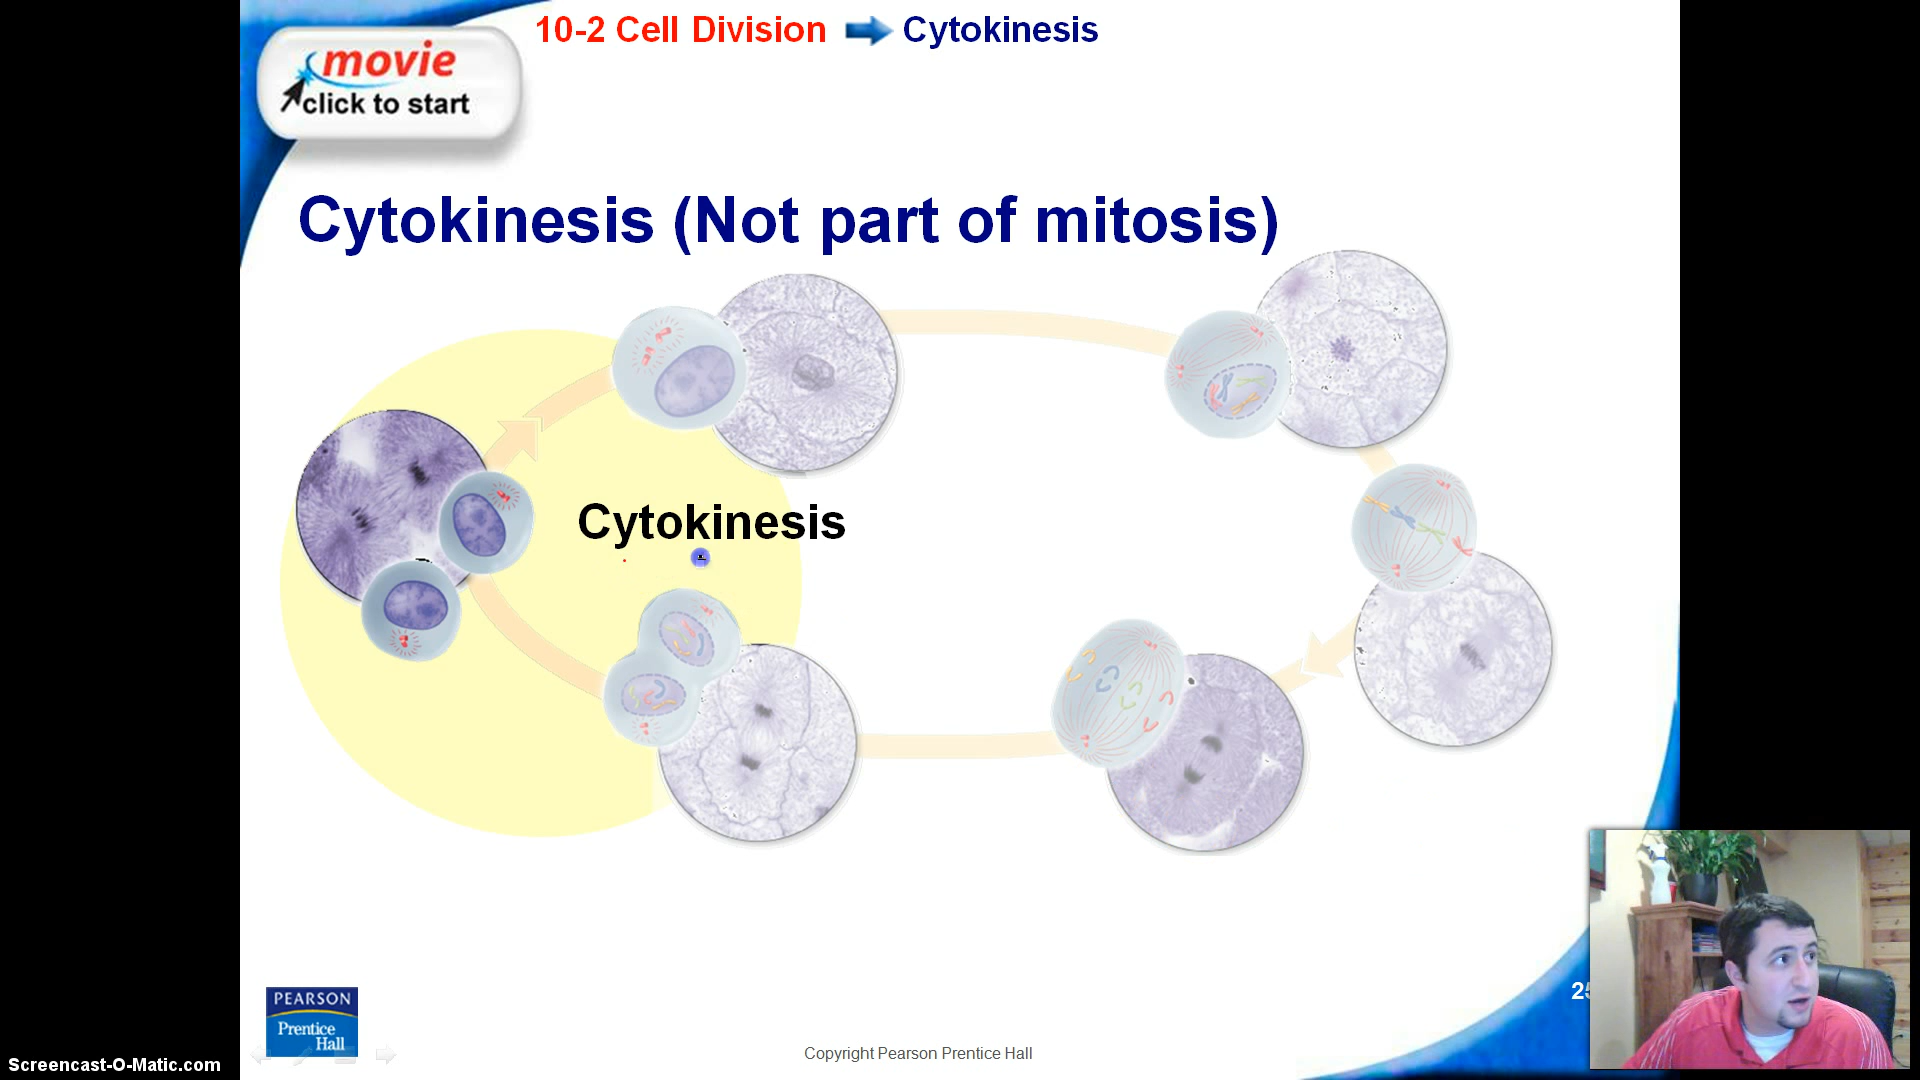 10-2 Cell Division Cytokinesis
movie
click to start
Cytokinesis (Not part of mitosis)
Cytokinesis
PEARSON
Prentice
Hall
Copyright Pearson Prentice Hall
Screencast-O-Matic.com